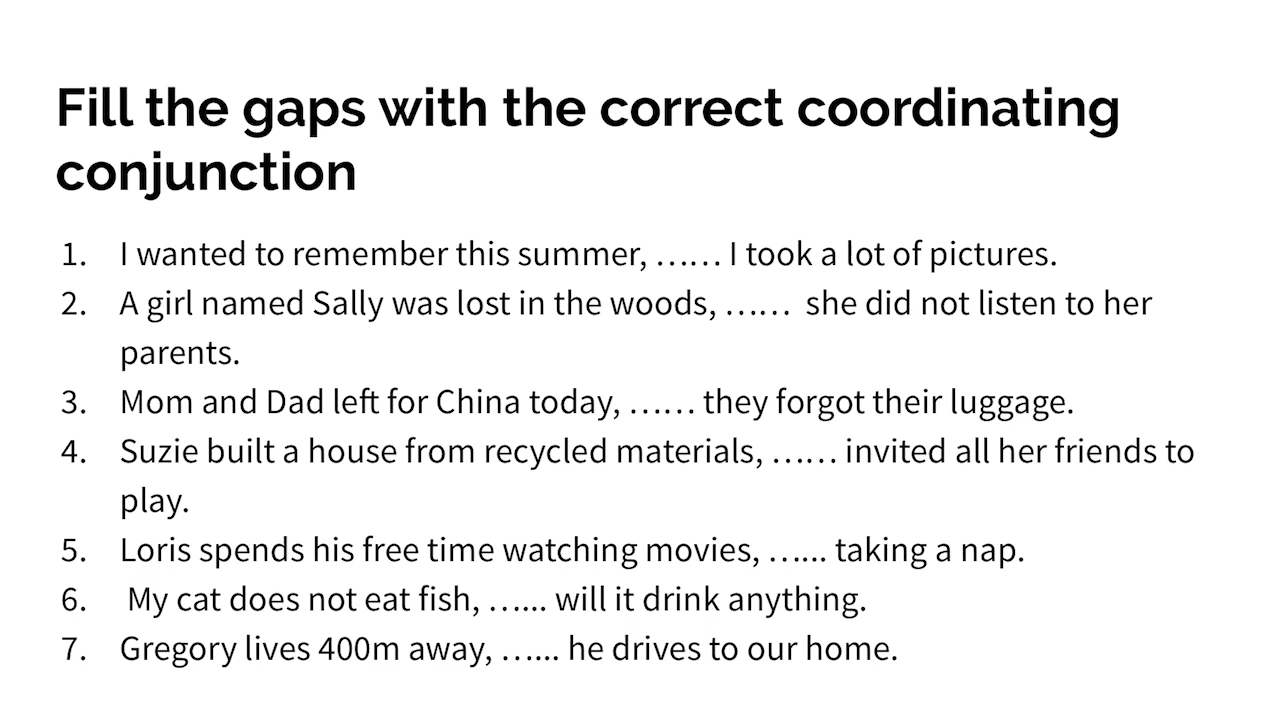 Fill the gaps with the correct coordinating
conjunction
1. I wanted to remember this summer, …… I took a lot of pictures.
2. A girl named Sally was lost in the woods, …… she did not listen to her
parents.
3. Mom and Dad left for China today, …… they forgot their luggage.
4. Suzie built a house from recycled materials, …… invited all her friends to
play.
5. Loris spends his free time watching movies, …... taking a nap.
6. My cat does not eat fish, …... will it drink anything.
7. Gregory lives 400m away, …... he drives to our home.